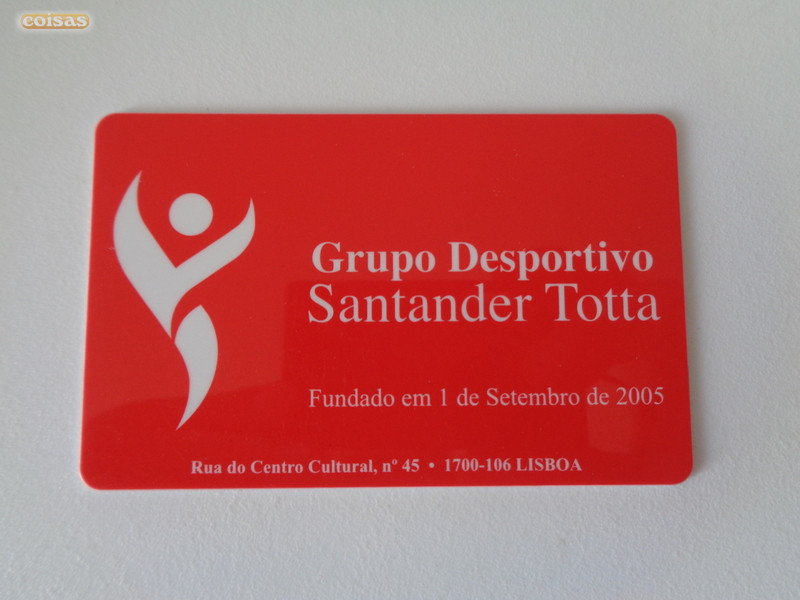 coisas
Grupo Desportivo
Santander Totta
Fundado em 1 de Setembro de 2005
Rua do Centro Cultural, nº 45 • 1700-106 LISBOA